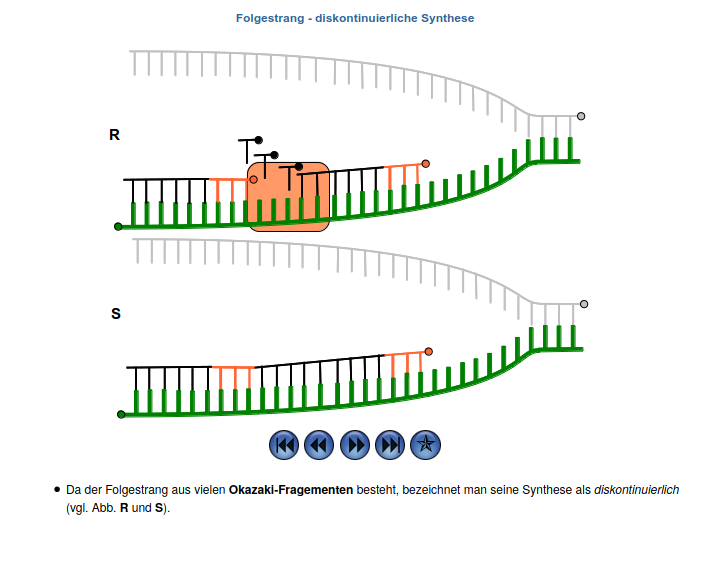 Folgestrang - diskontinuierliche Synthese
R
S
Da der Folgestrang aus vielen Okazaki-Fragementen besteht, bezeichnet man seine Synthese als diskontinuierlich
(vgl. Abb. R und S).